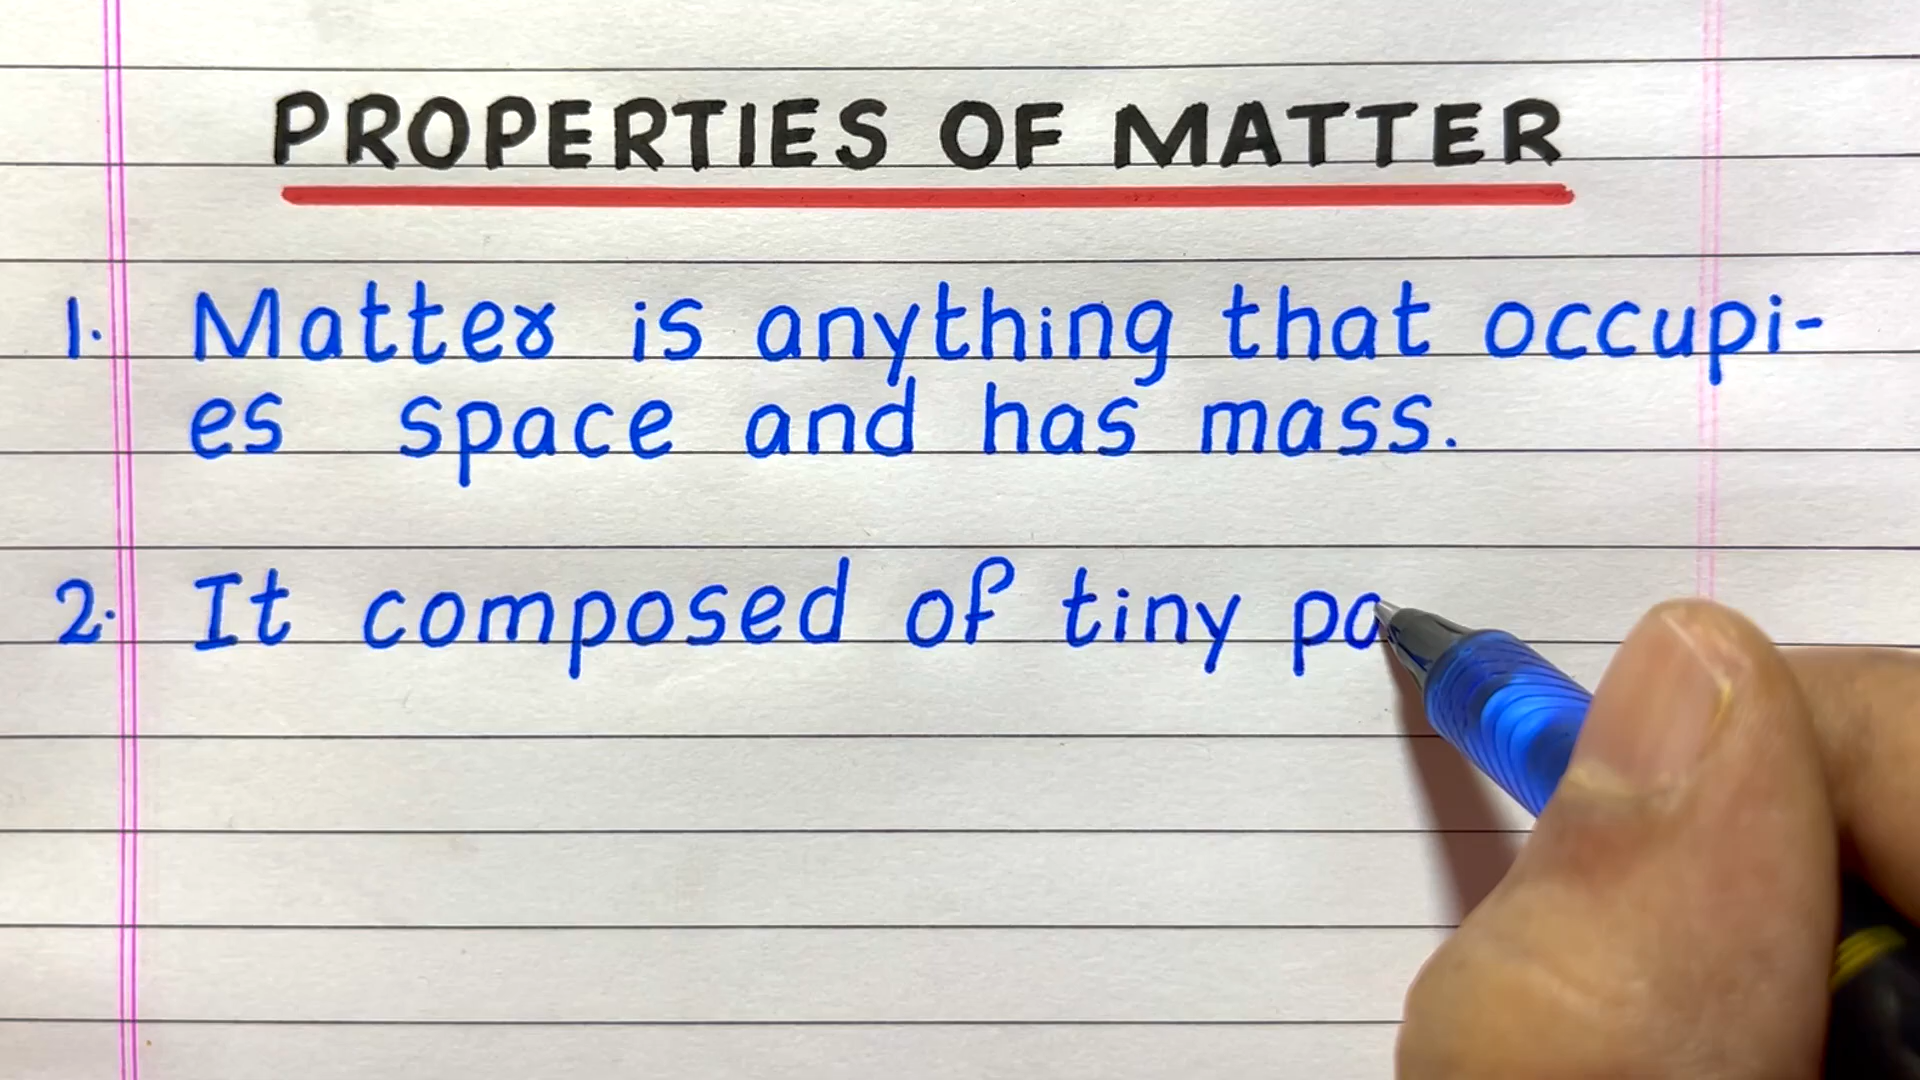 PROPERTIES OF MATTER
1. Matter is anything that occupi-
es space and has mass.
2. It composed of tiny pa